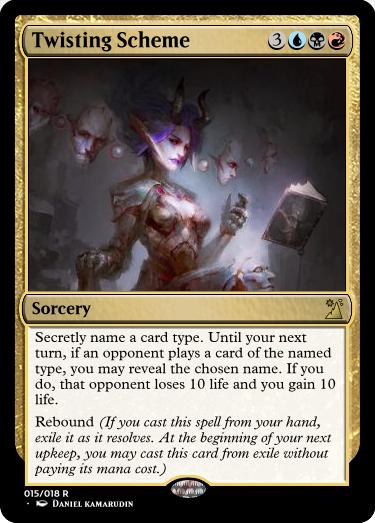 Twisting Scheme
3
Sorcery
Secretly name a card type. Until your next
turn, if an opponent plays a card of the named
type, you may reveal the chosen name. If you
do, that opponent loses 10 life and you gain 10
life.
Rebound (If you cast this spell from your hand,
exile it as it resolves. At the beginning of your next
upkeep, you may cast this card from exile without
paying its mana cost.)
015/018 R
· DANIEL KAMARUDIN